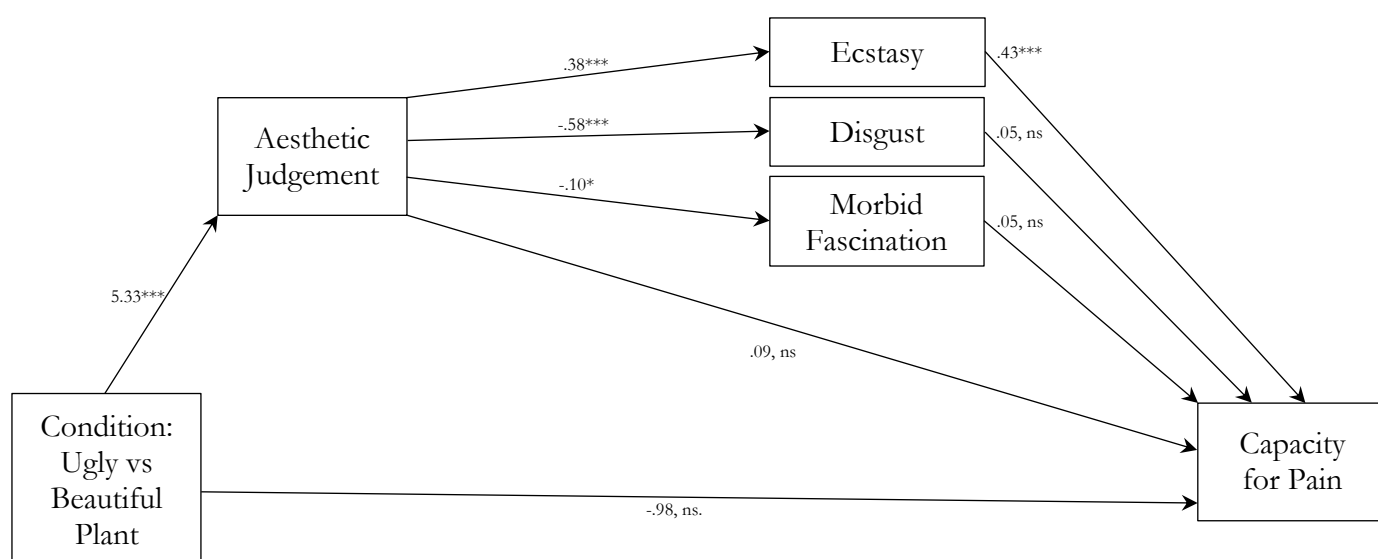 Ecstasy
.43***
.38***
Aesthetic
Judgement
-.58***
Disgust
.05, ns
-.10*
Morbid
Fascination
.05, ns
5.33***
.09, ns
Condition:
Ugly vs
Beautiful
Plant
-.98, ns.
Capacity
for Pain